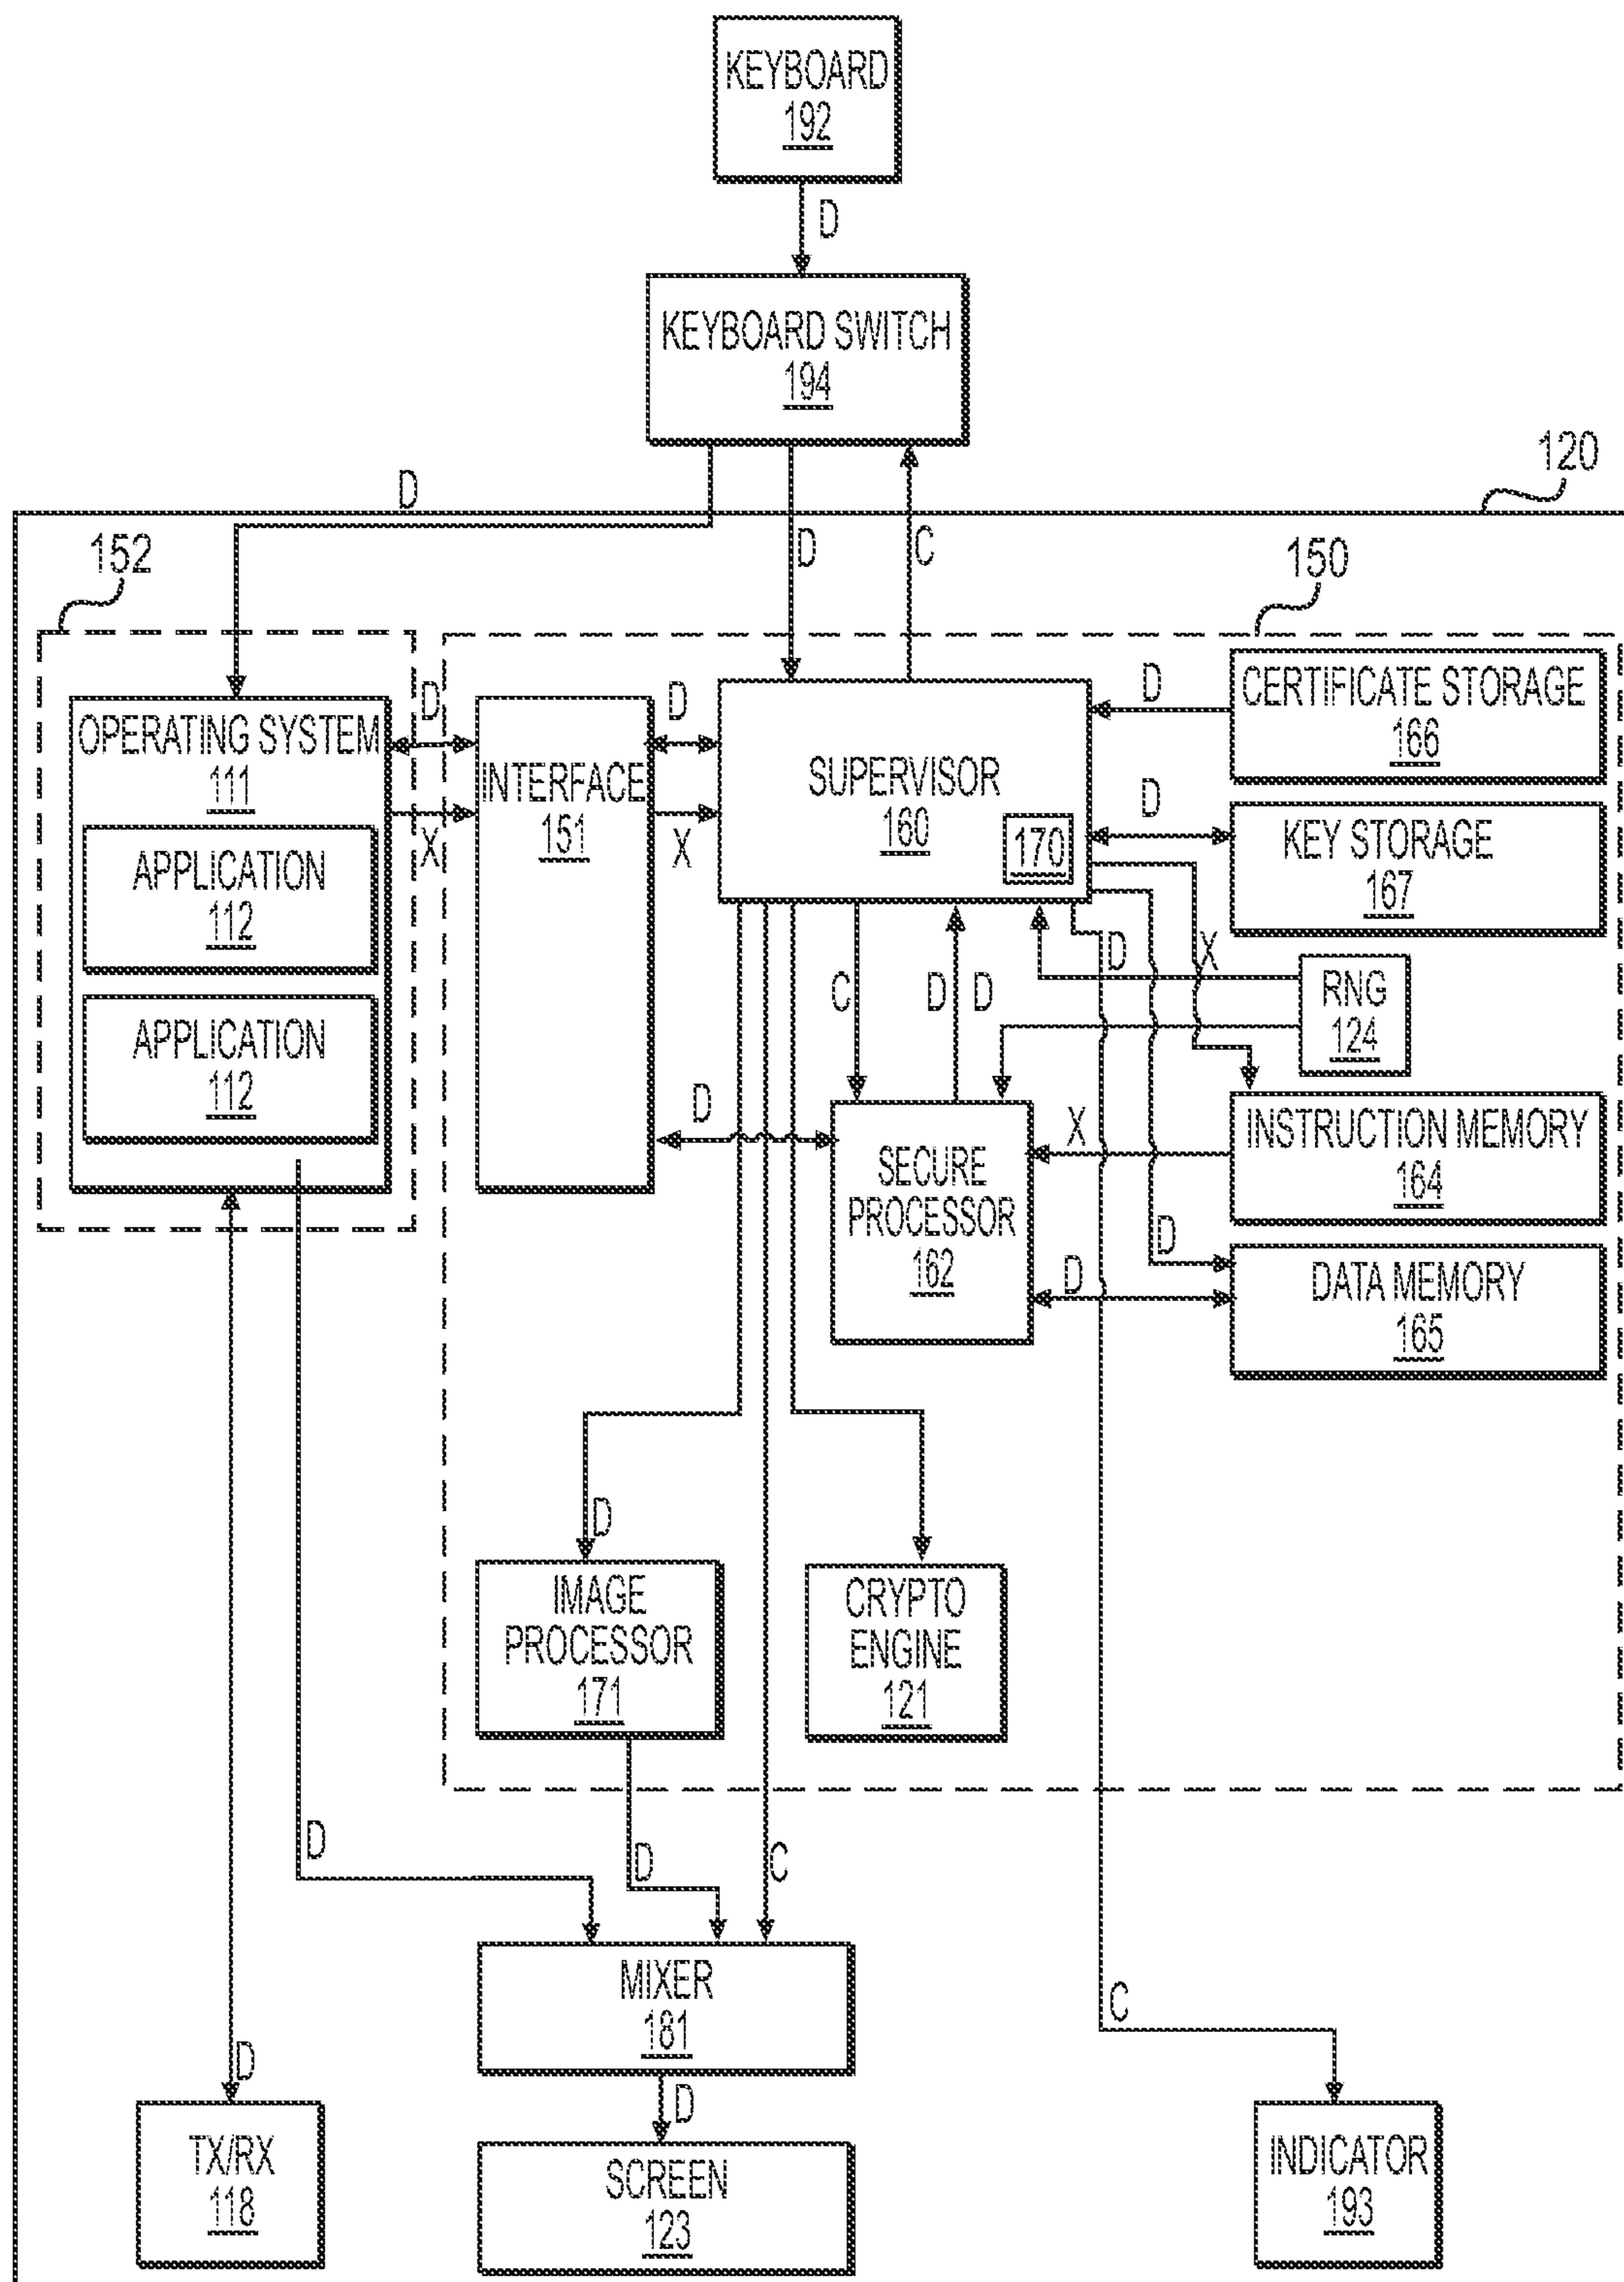 KEYBOARD
192
D
KEYBOARD SWITCH
194
D
120
D
C
152
150
OPERATING SYSTEM
111
APPLICATION
112
APPLICATION
112
D
X
INTERFACE
151
D
X
SUPERVISOR
160
170
D
CERTIFICATE STORAGE
166
D
KEY STORAGE
167
D
X
RNG
124
C
D
D
D
SECURE
PROCESSOR
162
X
INSTRUCTION MEMORY
164
D
D
DATA MEMORY
165
D
IMAGE
PROCESSOR
171
CRYPTO
ENGINE
121
D
D
C
MIXER
181
C
D
D
TX/RX
118
SCREEN
123
INDICATOR
193